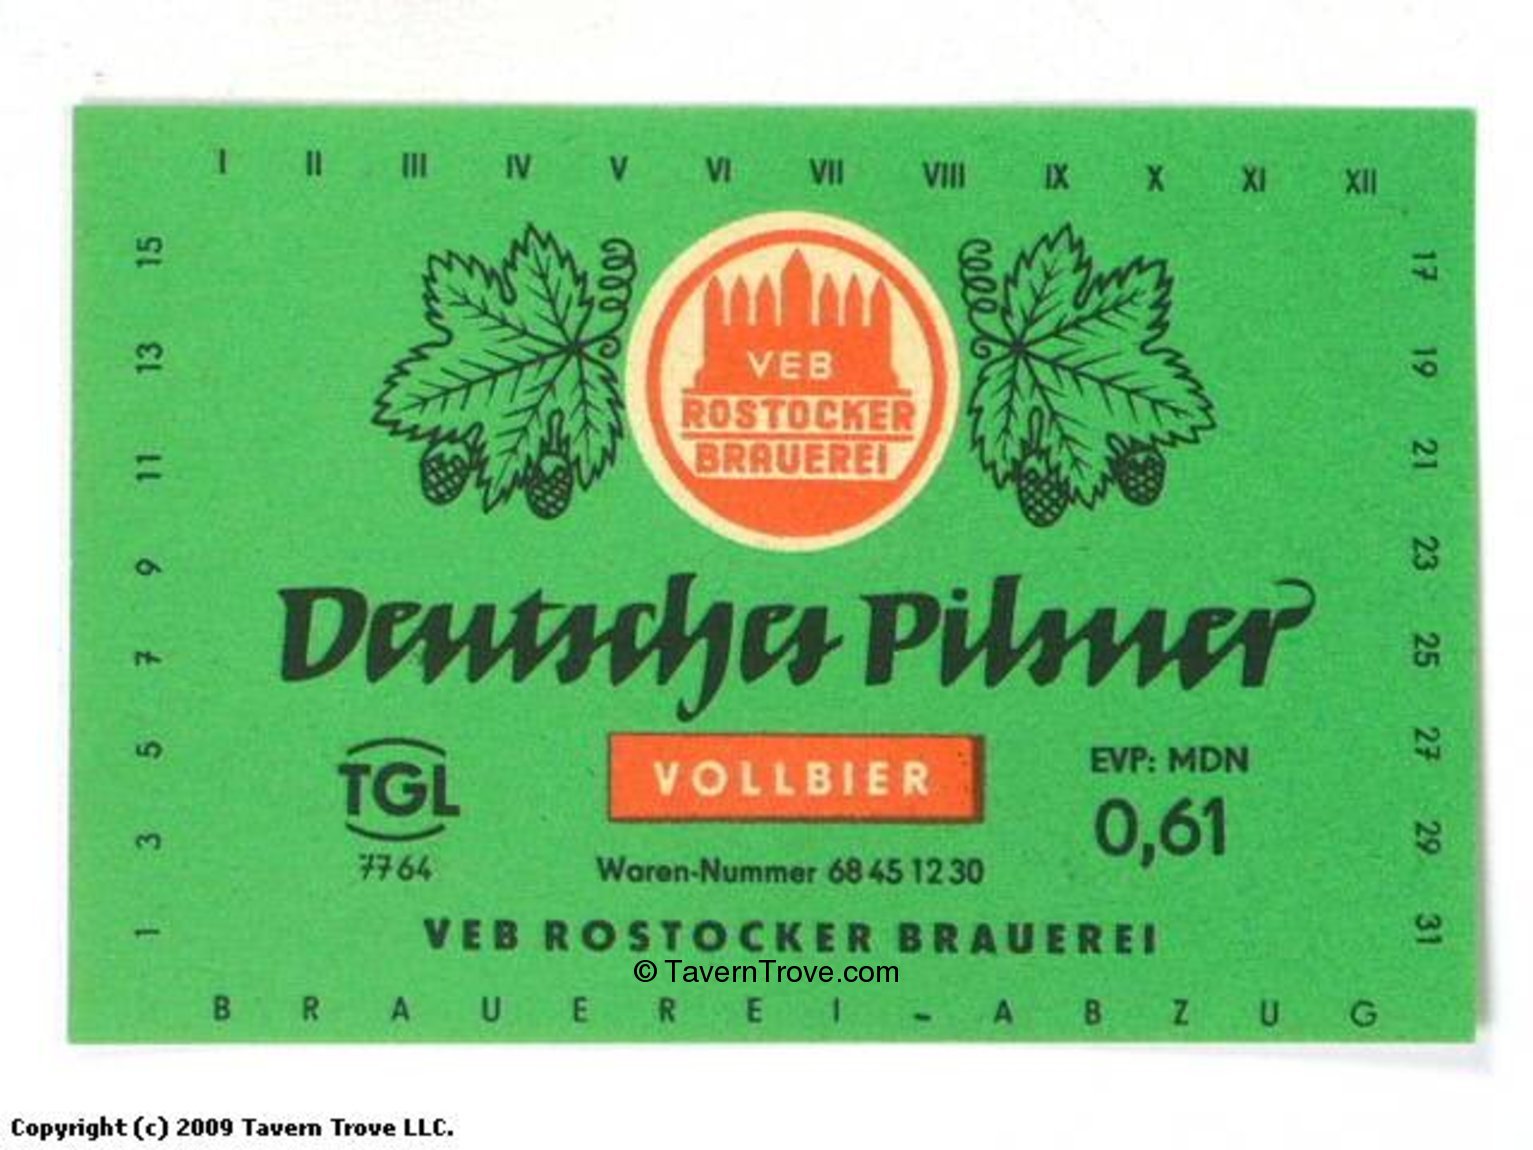 I II III IV V VI VII VIII IX X XI XII
15
13
11
9
7
5
3
1
17
19
21
23
25
27
29
31
VEB
ROSTOCKER
BRAUEREI
Deutsches Pilsner
TGL
7764
VOLLBIER
EVP: MDN
0,61
Waren-Nummer 68 45 12 30
VEB ROSTOCKER BRAUEREI
© TavernTrove.com
BRAUEREI-ABZUG
Copyright (c) 2009 Tavern Trove LLC.